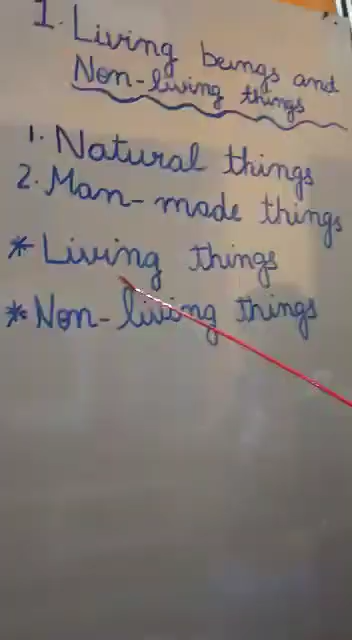 1. Living beings and
Non-living things
1. Natural things
2. Man-made things
* Living things
* Non-living things